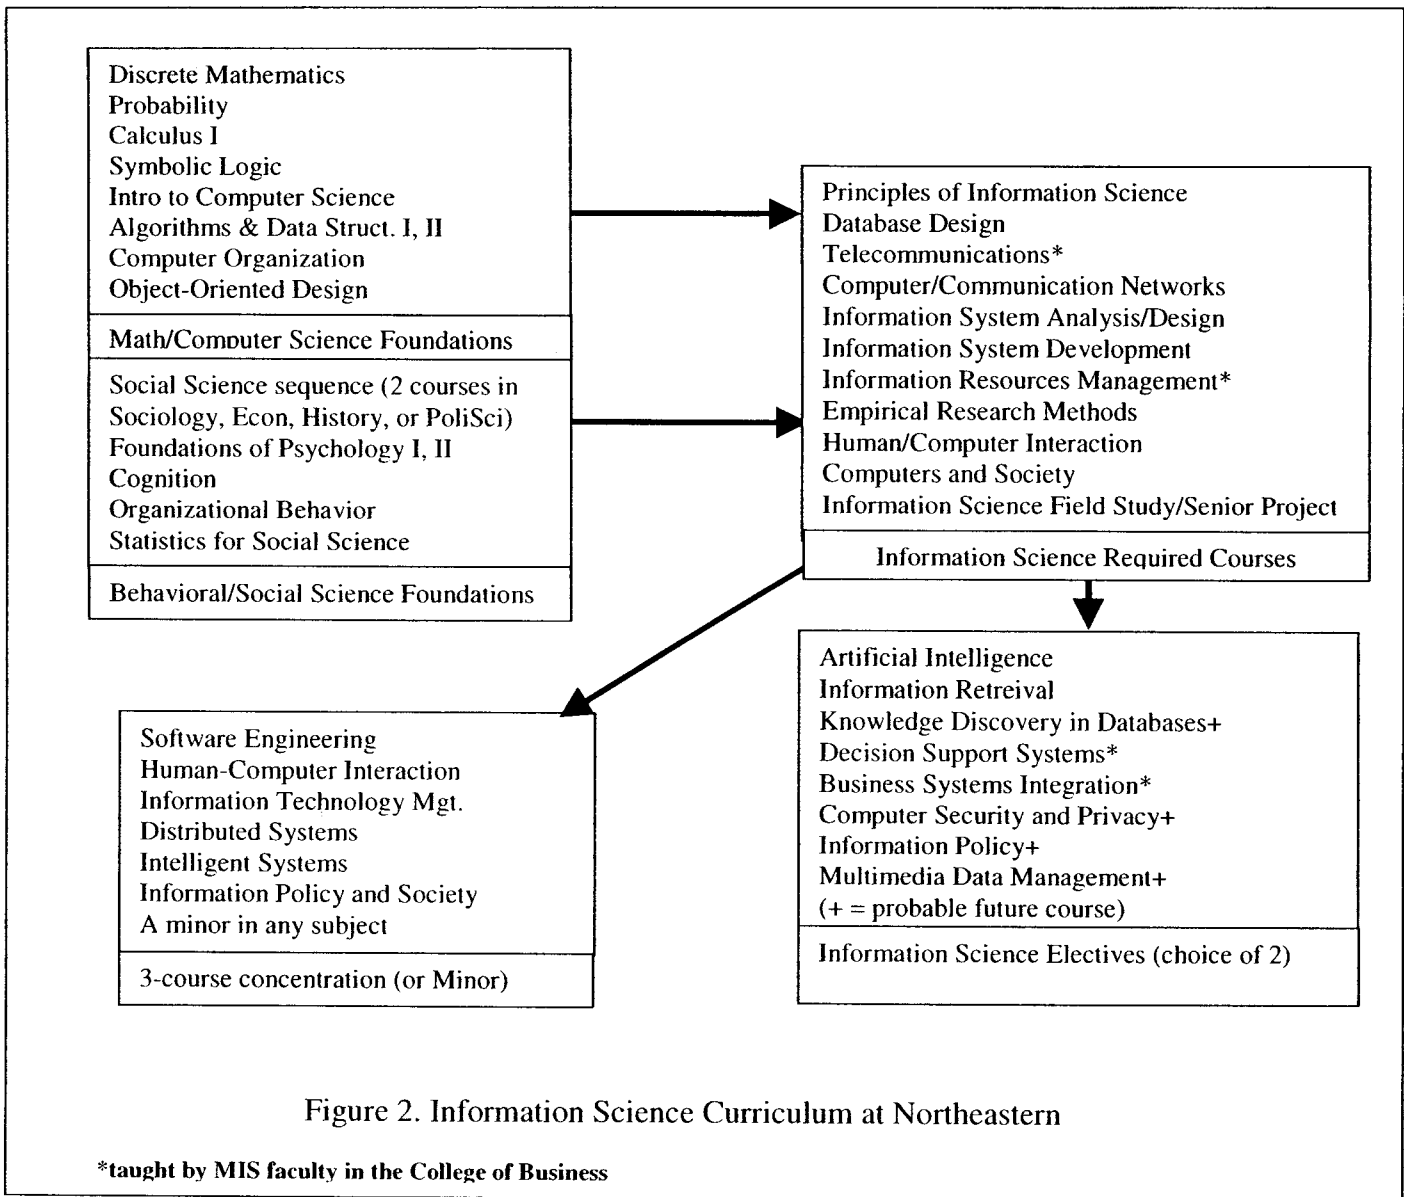 Discrete Mathematics
Probability
Calculus I
Symbolic Logic
Intro to Computer Science
Algorithms & Data Struct. I, II
Computer Organization
Object-Oriented Design
Math/Computer Science Foundations
Social Science sequence (2 courses in
Sociology, Econ, History, or PoliSci)
Foundations of Psychology I, II
Cognition
Organizational Behavior
Statistics for Social Science
Behavioral/Social Science Foundations
Principles of Information Science
Database Design
Telecommunications*
Computer/Communication Networks
Information System Analysis/Design
Information System Development
Information Resources Management*
Empirical Research Methods
Human/Computer Interaction
Computers and Society
Information Science Field Study/Senior Project
Information Science Required Courses
Software Engineering
Human-Computer Interaction
Information Technology Mgt.
Distributed Systems
Intelligent Systems
Information Policy and Society
A minor in any subject
3-course concentration (or Minor)
Artificial Intelligence
Information Retreival
Knowledge Discovery in Databases+
Decision Support Systems*
Business Systems Integration*
Computer Security and Privacy+
Information Policy+
Multimedia Data Management+
(+ = probable future course)
Information Science Electives (choice of 2)
Figure 2. Information Science Curriculum at Northeastern
*taught by MIS faculty in the College of Business